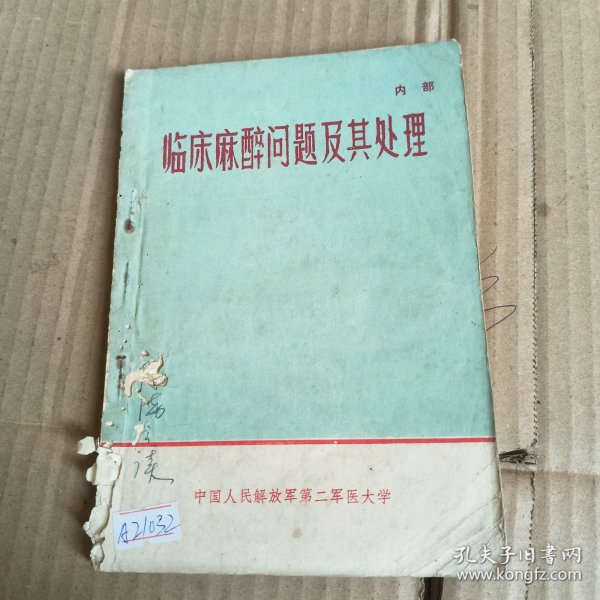 内部
临床麻醉问题及其处理
中国人民解放军第二军医大学
A21032
孔夫子旧书网
www.kongfz.com